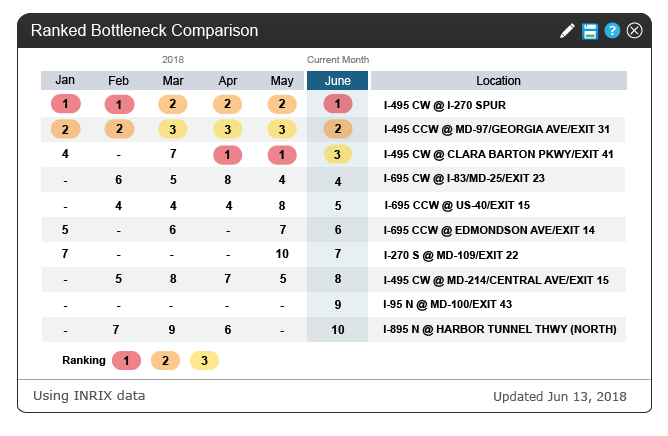 Ranked Bottleneck Comparison ?
2018 Current Month
Jan Feb Mar Apr May June Location
1 1 2 2 2 1 I-495 CW @ I-270 SPUR
2 2 3 3 3 2 I-495 CCW @ MD-97/GEORGIA AVE/EXIT 31
4 - 7 1 1 3 I-495 CW @ CLARA BARTON PKWY/EXIT 41
- 6 5 8 4 4 I-695 CW @ I-83/MD-25/EXIT 23
- 4 4 4 8 5 I-695 CCW @ US-40/EXIT 15
5 - 6 - 7 6 I-695 CCW @ EDMONDSON AVE/EXIT 14
7 - - - 10 7 I-270 S @ MD-109/EXIT 22
- 5 8 7 5 8 I-495 CW @ MD-214/CENTRAL AVE/EXIT 15
- - - - - 9 I-95 N @ MD-100/EXIT 43
- 7 9 6 - 10 I-895 N @ HARBOR TUNNEL THWY (NORTH)
Ranking 1 2 3
Using INRIX data Updated Jun 13, 2018